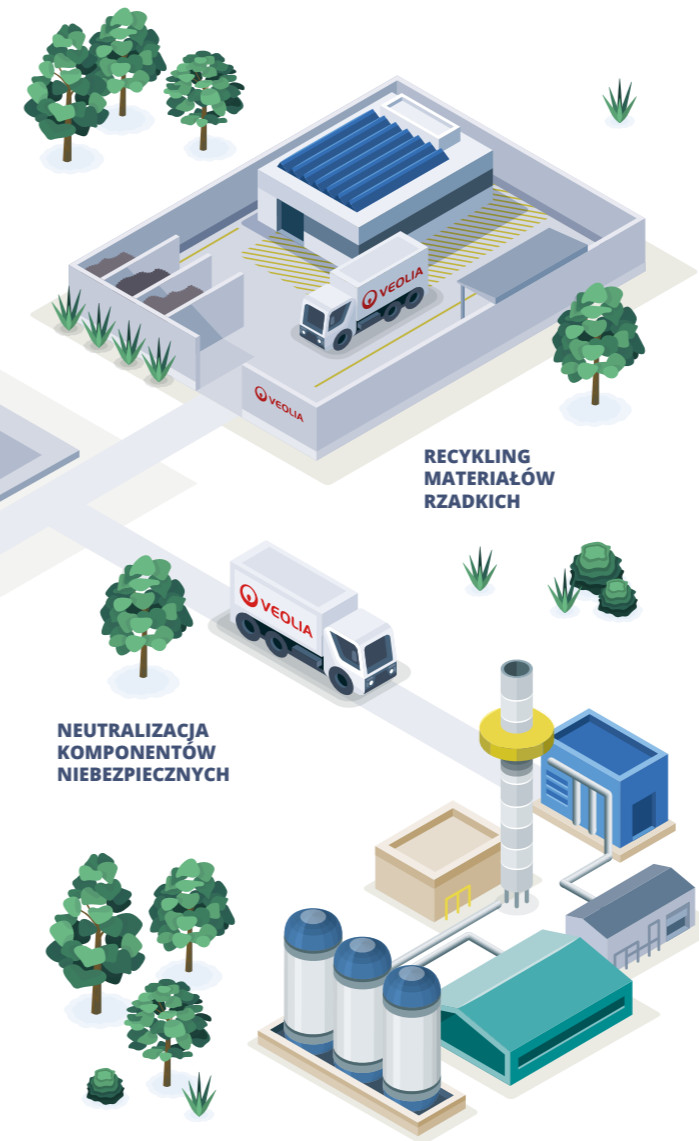 VEOLIA
VEOLIA
RECYKLING
MATERIAŁÓW
RZADKICH
VEOLIA
NEUTRALIZACJA
KOMPONENTÓW
NIEBEZPIECZNYCH